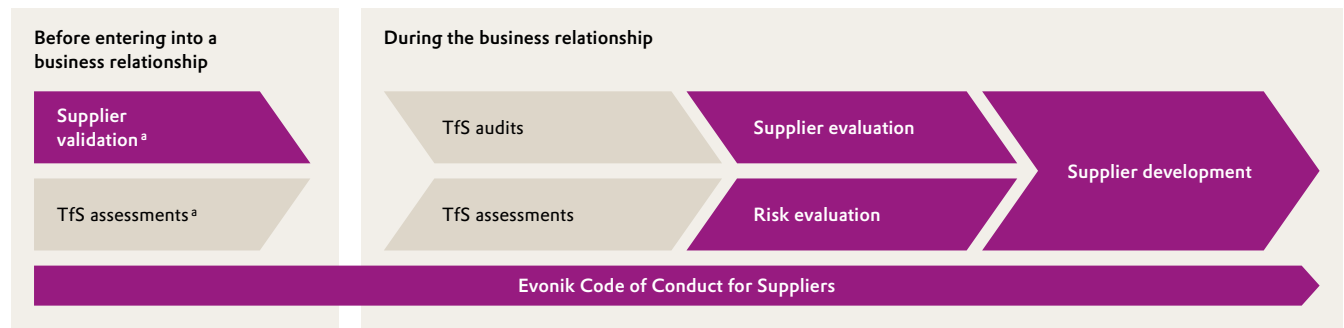 Before entering into a
business relationship
Supplier
validation a
TfS assessments a
During the business relationship
TfS audits
Supplier evaluation
Supplier development
TfS assessments
Risk evaluation
Evonik Code of Conduct for Suppliers